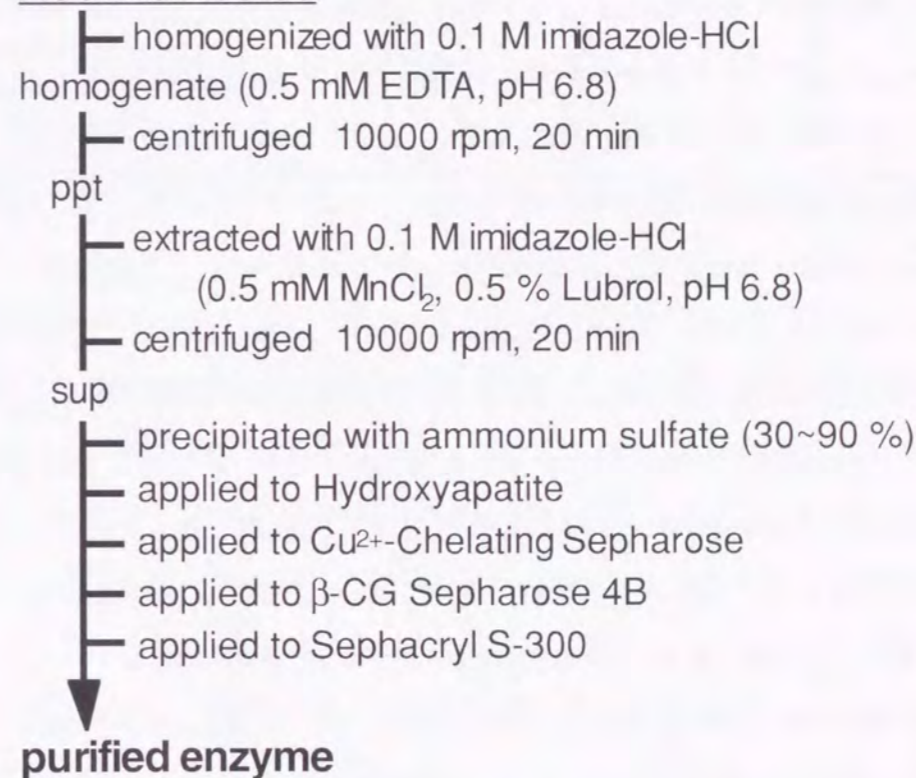 homogenized with 0.1 M imidazole-HCl
homogenate (0.5 mM EDTA, pH 6.8)
centrifuged 10000 rpm, 20 min
ppt
extracted with 0.1 M imidazole-HCl
(0.5 mM MnCl₂, 0.5 % Lubrol, pH 6.8)
centrifuged 10000 rpm, 20 min
sup
precipitated with ammonium sulfate (30~90 %)
applied to Hydroxyapatite
applied to Cu²⁺-Chelating Sepharose
applied to β-CG Sepharose 4B
applied to Sephacryl S-300
purified enzyme